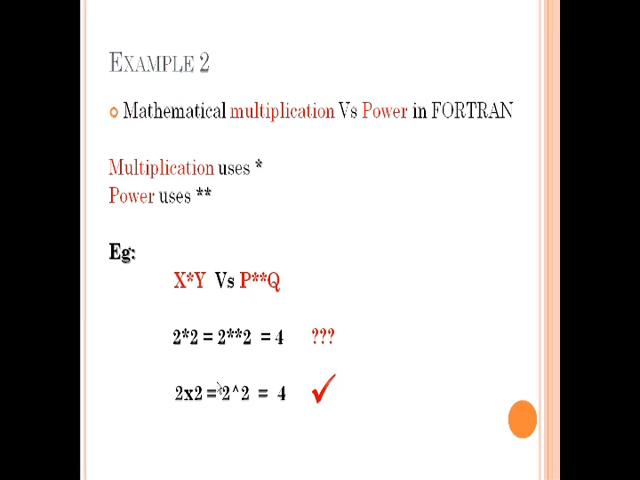 EXAMPLE 2
Mathematical multiplication Vs Power in FORTRAN
Multiplication uses *
Power uses **
Eg:
X*Y Vs P**Q
2*2 = 2**2 = 4 ???
2x2 = 2^2 = 4 ✓